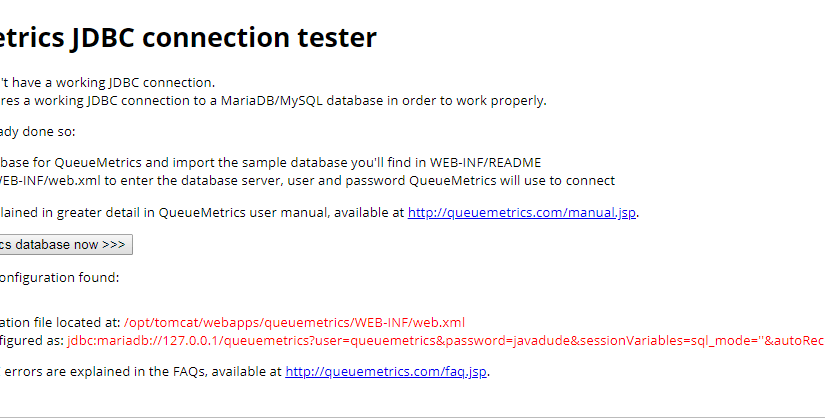 etrics JDBC connection tester
't have a working JDBC connection.
res a working JDBC connection to a MariaDB/MySQL database in order to work properly.
ady done so:
base for QueueMetrics and import the sample database you'll find in WEB-INF/README
WEB-INF/web.xml to enter the database server, user and password QueueMetrics will use to connect
lained in greater detail in QueueMetrics user manual, available at http://queuemetrics.com/manual.jsp.
cs database now >>>
onfiguration found:
ation file located at: /opt/tomcat/webapps/queuemetrics/WEB-INF/web.xml
figured as: jdbc:mariadb://127.0.0.1/queuemetrics?user=queuemetrics&password=javadude&sessionVariables=sql_mode=''&autoRec
errors are explained in the FAQs, available at http://queuemetrics.com/faq.jsp.